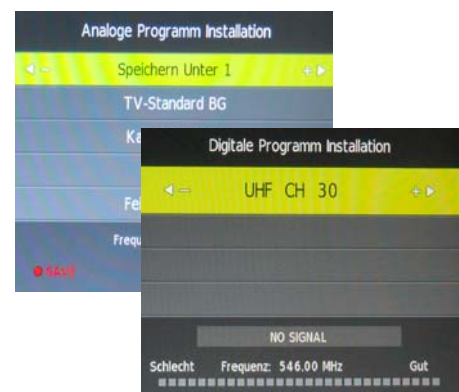 Analoge Programm Installation
Speichern Unter 1
TV-Standard BG
SAVE
Digitale Programm Installation
UHF CH 30
NO SIGNAL
Schlecht Frequenz: 546.00 MHz Gut